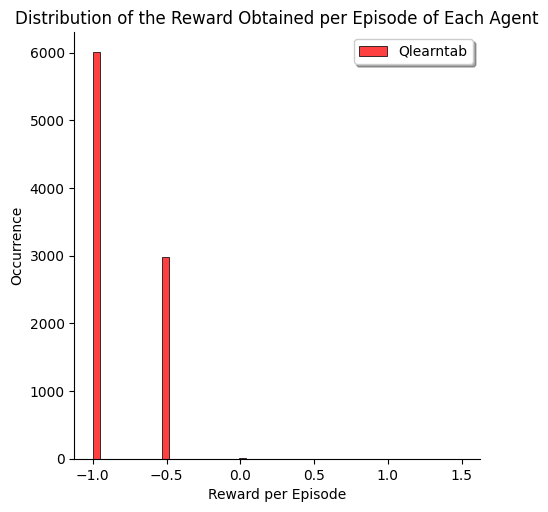 Distribution of the Reward Obtained per Episode of Each Agent
Qlearntab
6000
5000
4000
3000
2000
1000
0
Occurrence
−1.0 −0.5 0.0 0.5 1.0 1.5
Reward per Episode